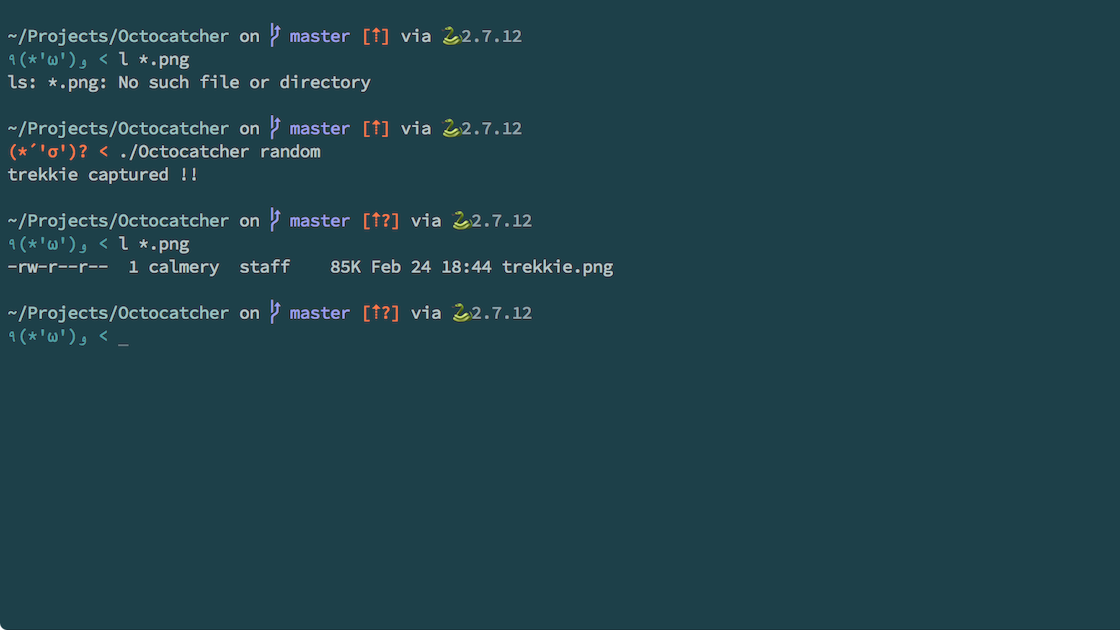 ~/Projects/Octocatcher on master [↑] via 🐍2.7.12
٩(*'ω')و < l *.png
ls: *.png: No such file or directory
~/Projects/Octocatcher on master [↑] via 🐍2.7.12
(*´'σ')? < ./Octocatcher random
trekkie captured !!
~/Projects/Octocatcher on master [↑?] via 🐍2.7.12
٩(*'ω')و < l *.png
-rw-r--r--  1 calmery  staff    85K Feb 24 18:44 trekkie.png
~/Projects/Octocatcher on master [↑?] via 🐍2.7.12
٩(*'ω')و < _